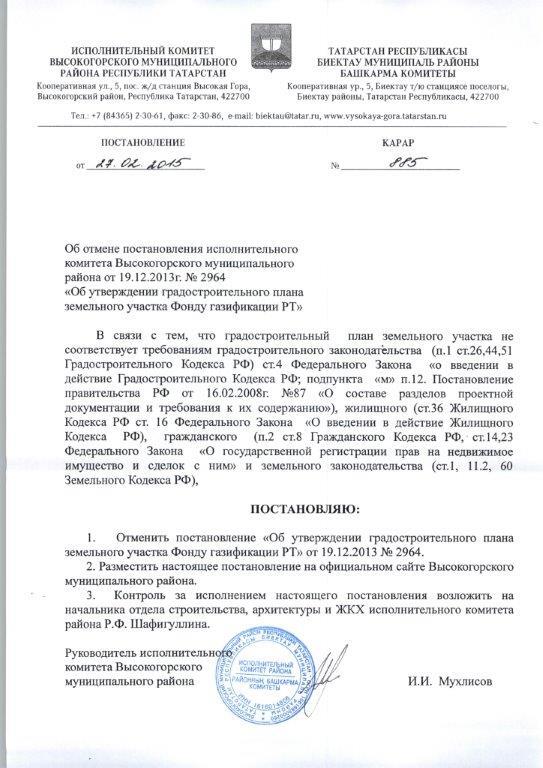 ИСПОЛНИТЕЛЬНЫЙ КОМИТЕТ
ВЫСОКОГОРСКОГО МУНИЦИПАЛЬНОГО
РАЙОНА РЕСПУБЛИКИ ТАТАРСТАН
Кооперативная ул., 5, пос. ж/д станция Высокая Гора,
Высокогорский район, Республика Татарстан, 422700
ТАТАРСТАН РЕСПУБЛИКАСЫ
БИЕКТАУ МУНИЦИПАЛЬ РАЙОНЫ
БАШКАРМА КОМИТЕТЫ
Кооперативная ур., 5, Биектау т/ю станциясе поселогы,
Биектау районы, Татарстан Республикасы, 422700
Тел.: +7 (84365) 2-30-61, факс: 2-30-86, e-mail: biektau@tatar.ru, www.vysokaya-gora.tatarstan.ru
ПОСТАНОВЛЕНИЕ
КАРАР
от 27.02.2015
№ 885
Об отмене постановления исполнительного
комитета Высокогорского муниципального
района от 19.12.2013г. № 2964
«Об утверждении градостроительного плана
земельного участка Фонду газификации РТ»
В связи с тем, что градостроительный план земельного участка не
соответствует требованиям градостроительного законодательства (п.1 ст.26,44,51
Градостроительного Кодекса РФ) ст.4 Федерального Закона «о введении в
действие Градостроительного Кодекса РФ; подпункта «м» п.12. Постановление
правительства РФ от 16.02.2008г. №87 «О составе разделов проектной
документации и требования к их содержанию»), жилищного (ст.36 Жилищного
Кодекса РФ ст. 16 Федерального Закона «О введении в действие Жилищного
Кодекса РФ), гражданского (п.2 ст.8 Гражданского Кодекса РФ, ст.14,23
Федерального Закона «О государственной регистрации прав на недвижимое
имущество и сделок с ним» и земельного законодательства (ст.1, 11.2, 60
Земельного Кодекса РФ),
ПОСТАНОВЛЯЮ:
1. Отменить постановление «Об утверждении градостроительного плана
земельного участка Фонду газификации РТ» от 19.12.2013 № 2964.
2. Разместить настоящее постановление на официальном сайте Высокогорского
муниципального района.
3. Контроль за исполнением настоящего постановления возложить на
начальника отдела строительства, архитектуры и ЖКХ исполнительного комитета
района Р.Ф. Шафигуллина.
Руководитель исполнительного
комитета Высокогорского
муниципального района
И.И. Мухлисов
ИСПОЛНИТЕЛЬНЫЙ
КОМИТЕТ РАЙОНА
РАЙОННЫҢ БАШКАРМА
КОМИТЕТЫ